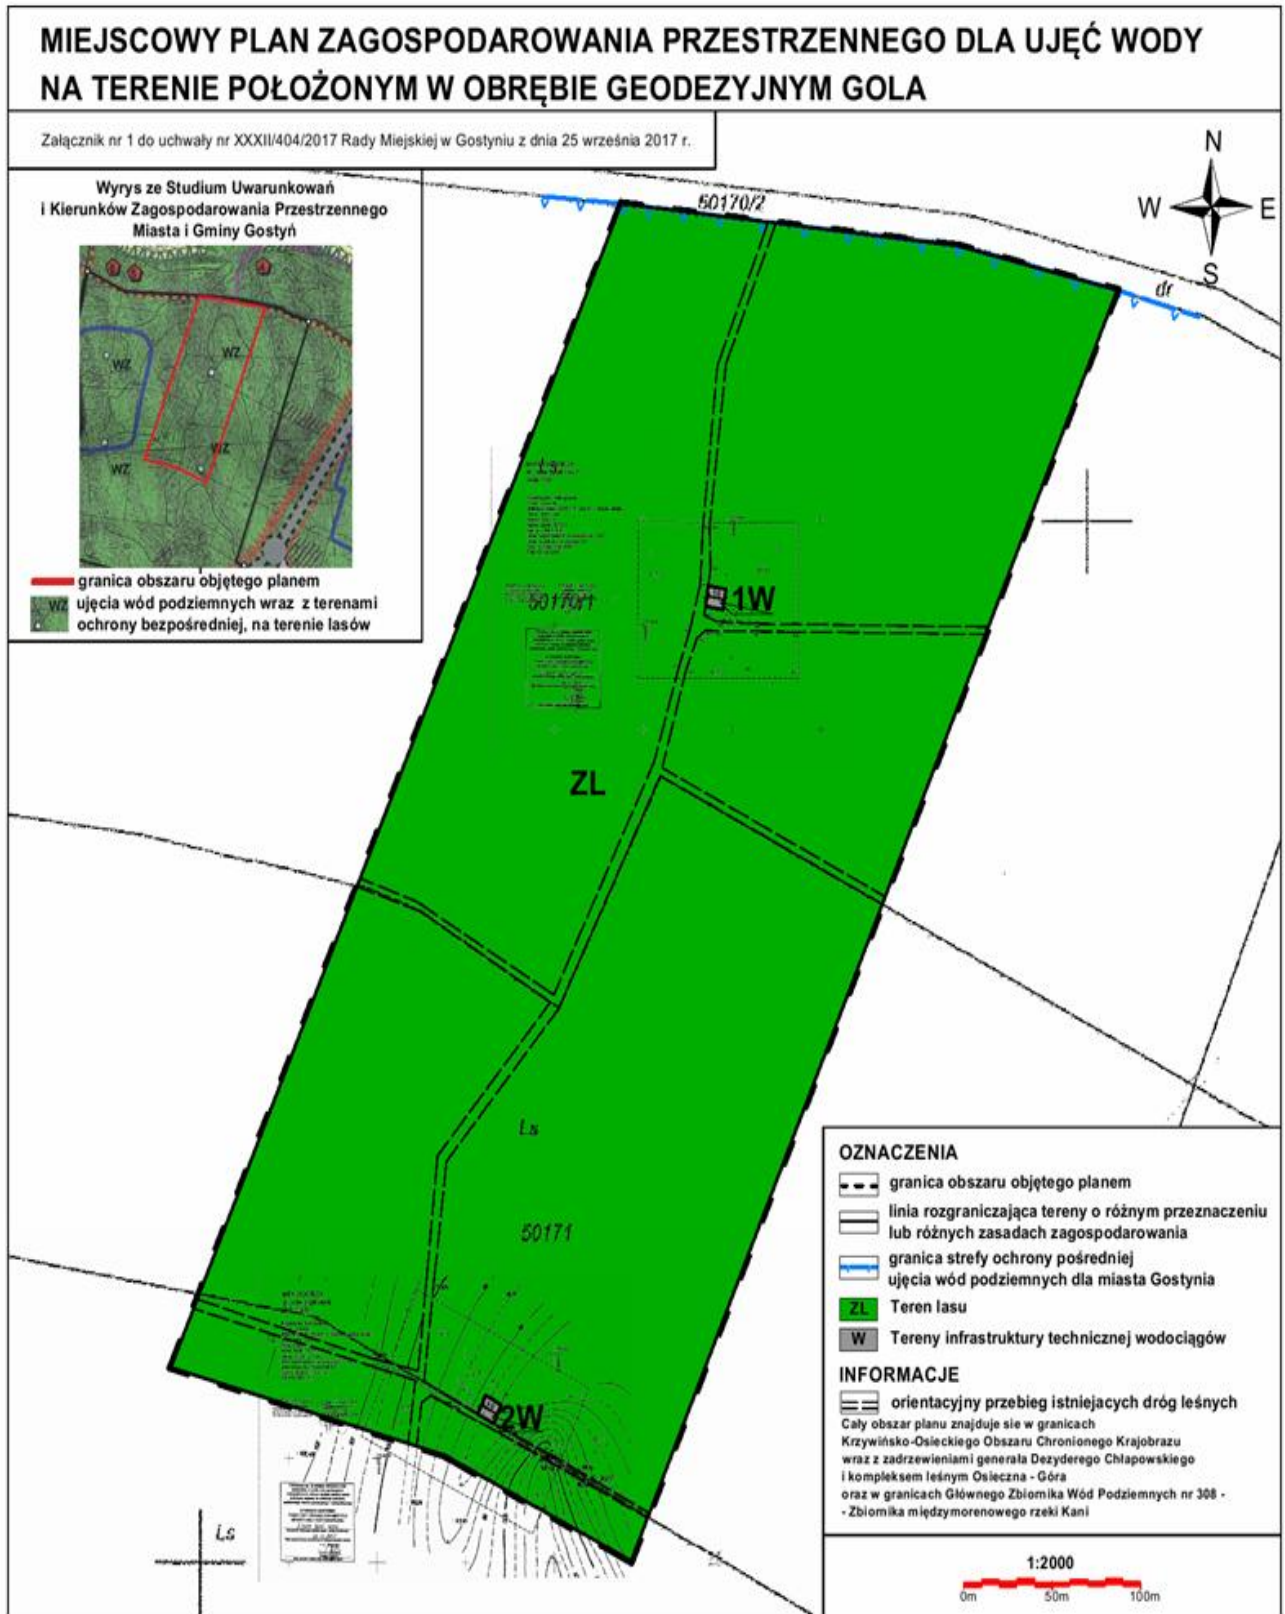 MIEJSCOWY PLAN ZAGOSPODAROWANIA PRZESTRZENNEGO DLA UJĘĆ WODY
NA TERENIE POŁOŻONYM W OBRĘBIE GEODEZYJNYM GOLA
Załącznik nr 1 do uchwały nr XXXII/404/2017 Rady Miejskiej w Gostyniu z dnia 25 września 2017 r.
Wyrys ze Studium Uwarunkowań
i Kierunków Zagospodarowania Przestrzennego
Miasta i Gminy Gostyń
WZ
WZ
WZ
WZ
granica obszaru objętego planem
WZ ujęcia wód podziemnych wraz z terenami
ochrony bezpośredniej, na terenie lasów
N
W E
S
50170/2
dr
50170/1
1W
ZL
Ls
50171
2W
Ls
OZNACZENIA
granica obszaru objętego planem
linia rozgraniczająca tereny o różnym przeznaczeniu
lub różnych zasadach zagospodarowania
granica strefy ochrony pośredniej
ujęcia wód podziemnych dla miasta Gostynia
ZL Teren lasu
W Tereny infrastruktury technicznej wodociągów
INFORMACJE
orientacyjny przebieg istniejacych dróg leśnych
Cały obszar planu znajduje sie w granicach
Krzywińsko-Osieckiego Obszaru Chronionego Krajobrazu
wraz z zadrzewieniami generała Dezyderego Chłapowskiego
i kompleksem leśnym Osieczna - Góra
oraz w granicach Głównego Zbiornika Wód Podziemnych nr 308 -
- Zbiornika międzymorenowego rzeki Kani
1:2000
0m 50m 100m